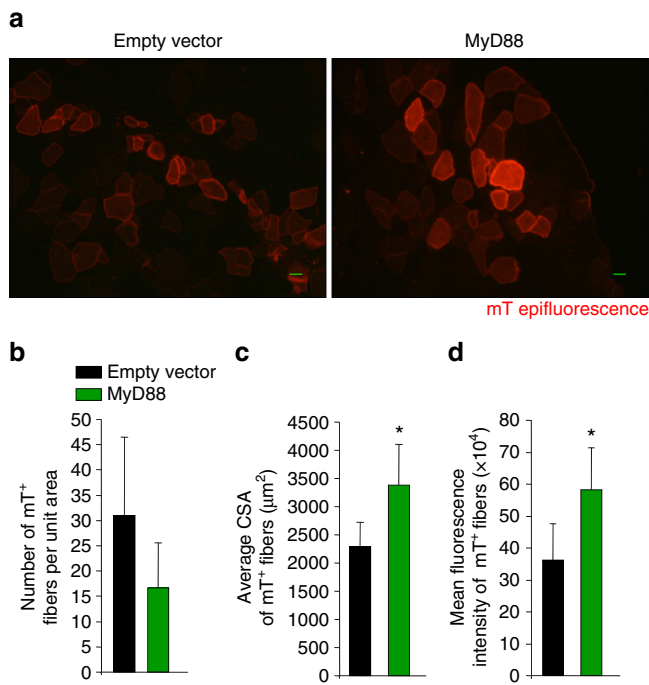 a
Empty vector
MyD88
mT epifluorescence
b
Empty vector
MyD88
Number of mT⁺
fibers per unit area
50
45
40
35
30
25
20
15
10
5
0
c
Average CSA
of mT⁺ fibers (μm²)
4500
4000
3500
3000
2500
2000
1500
1000
500
0
*
d
Mean fluorescence
intensity of mT⁺ fibers (×10⁴)
80
70
60
50
40
30
20
10
0
*